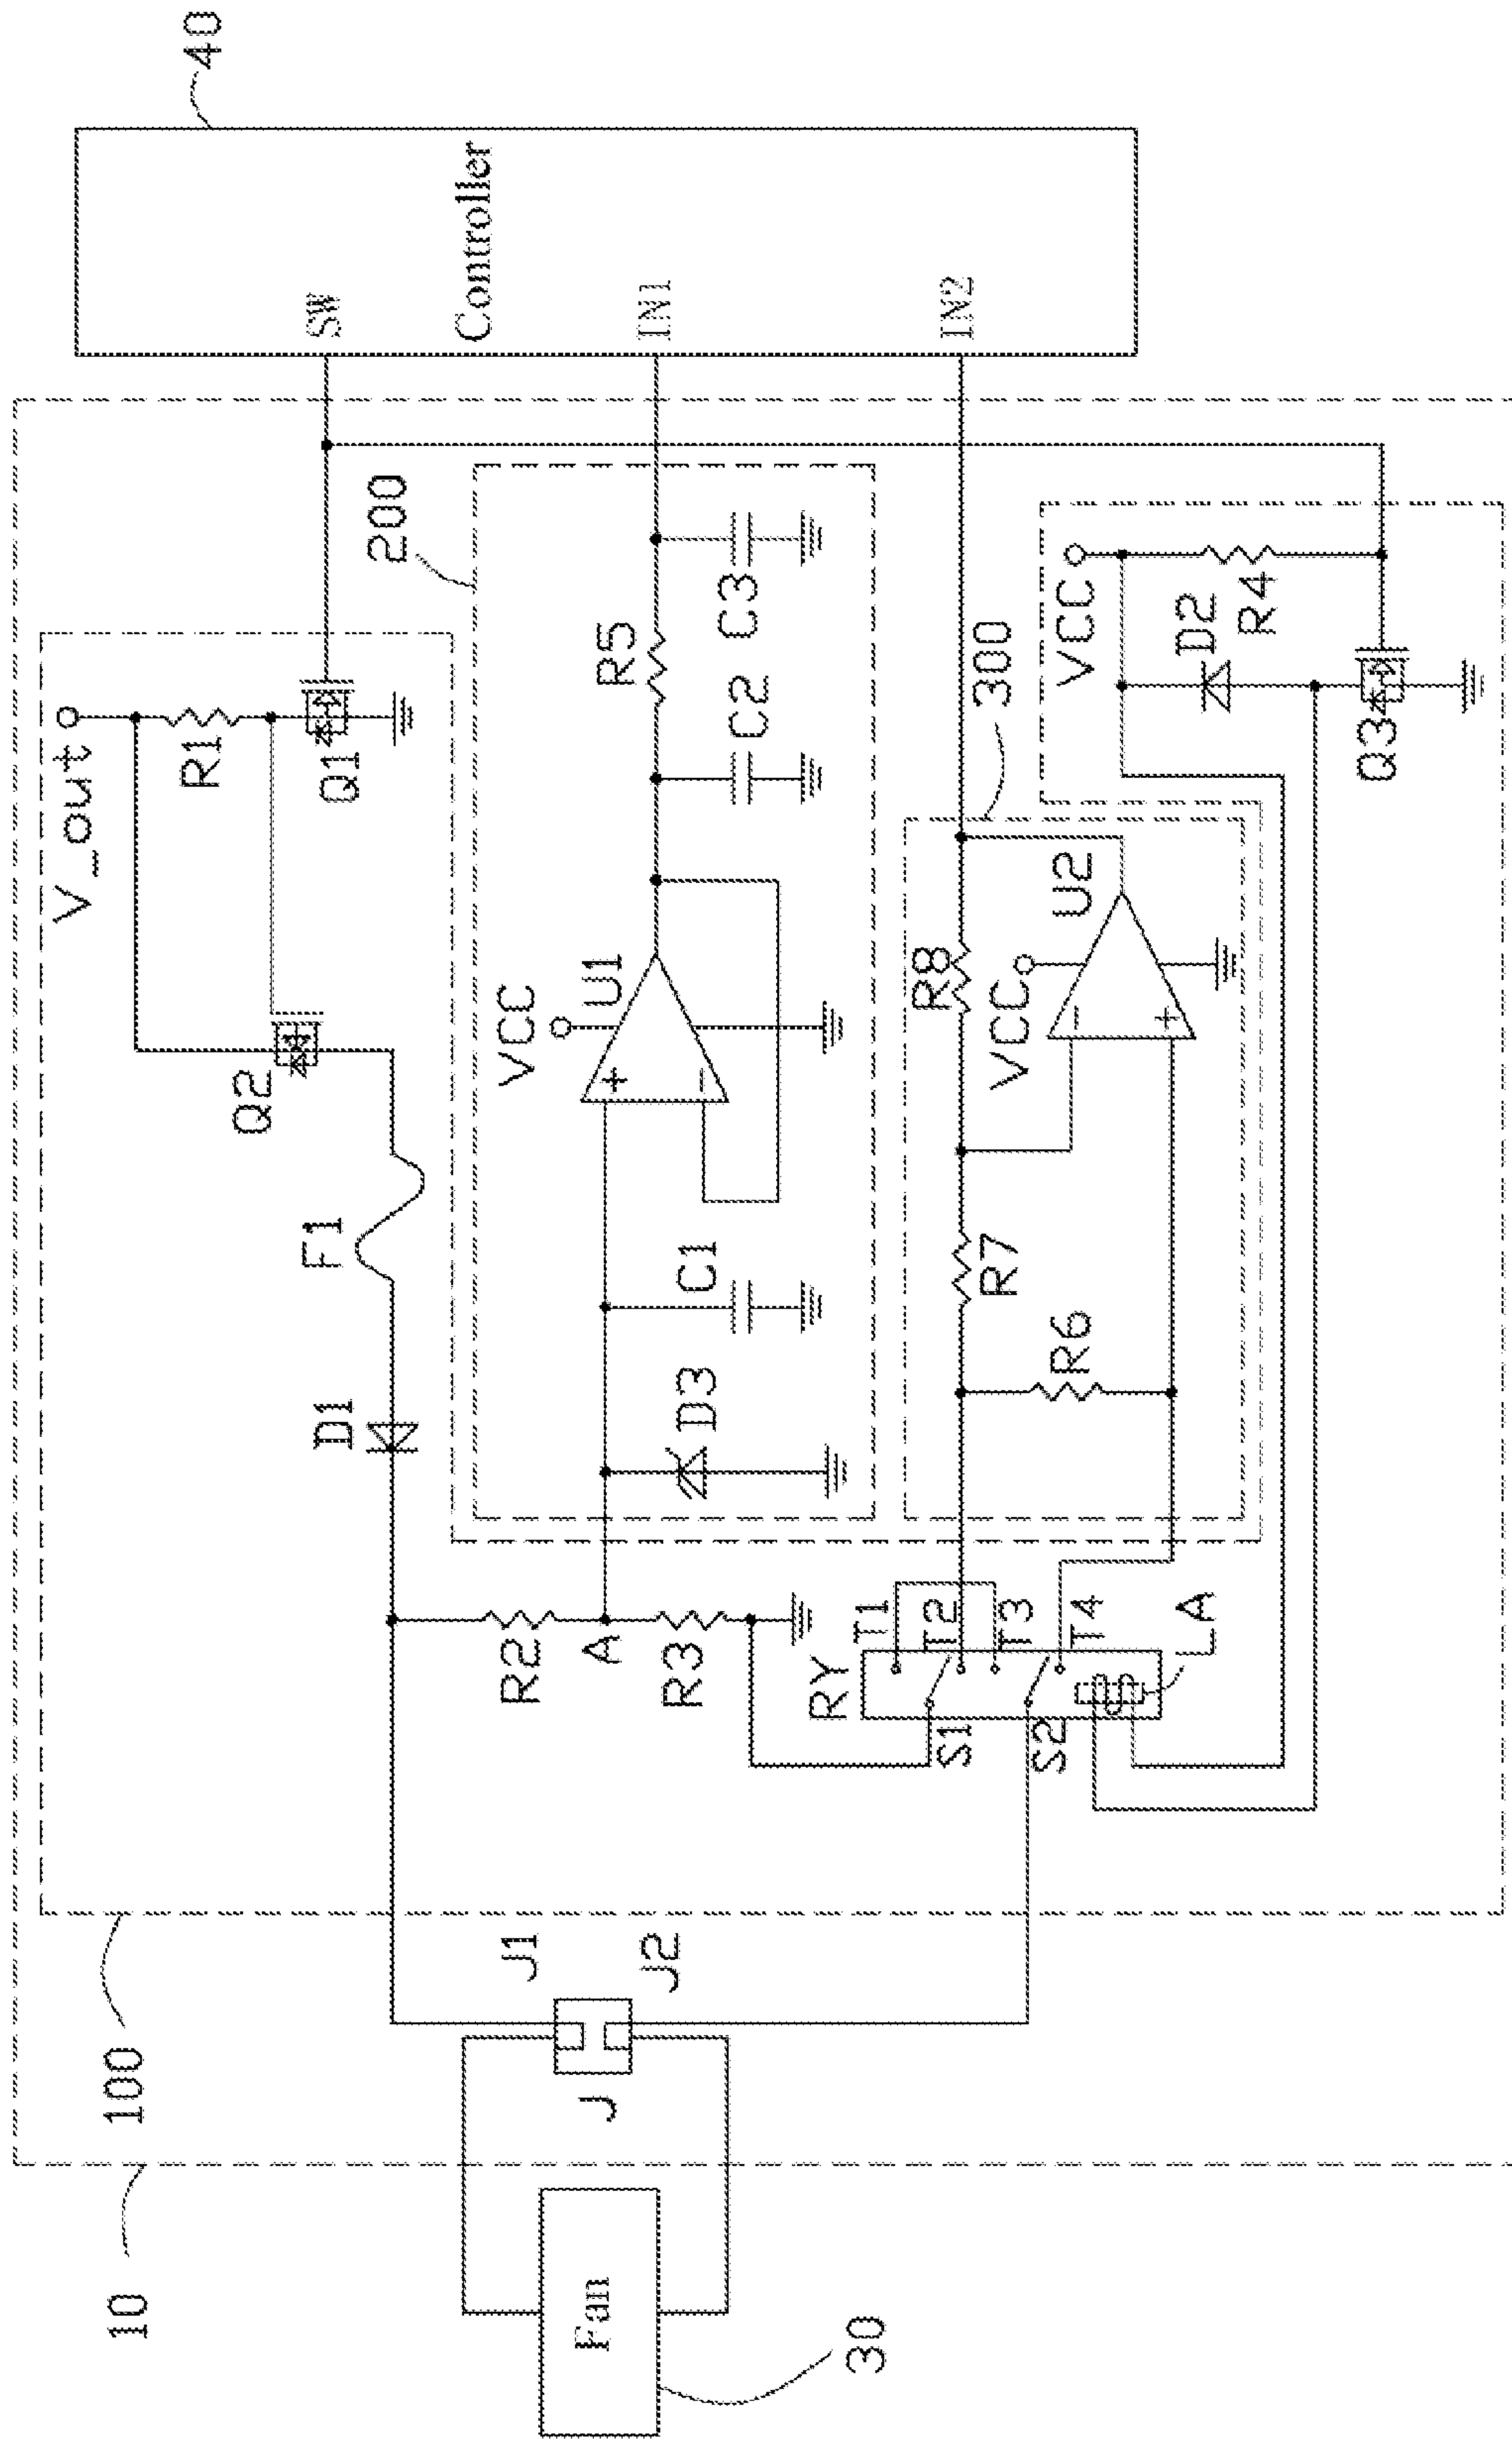 40
Controller
SW
IN1
IN2
200
V_out
R1
Q1
Q2
F1
D1
VCC
U1
R5
C3
C2
C1
D3
300
VCC
D2
R4
Q3
U2
R8
VCC
R7
R6
R2
A
R3
RY
T1
T2
T3
T4
S1
S2
LA
J1
J2
J
100
10
Fan
30